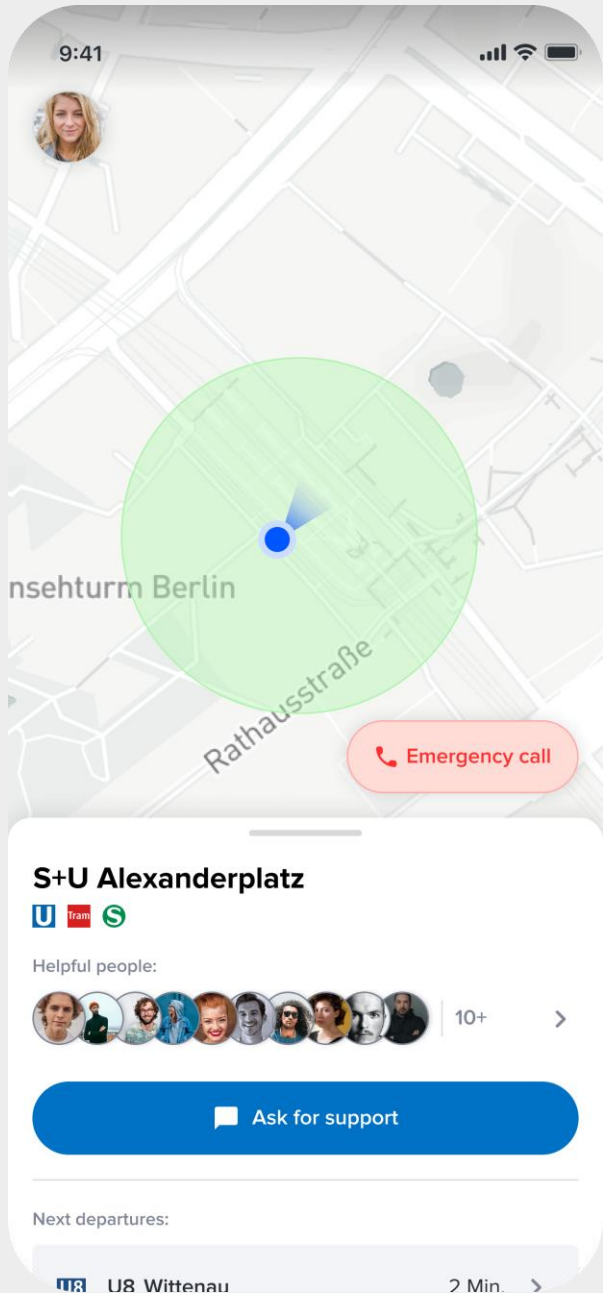 9:41
nsehturm Berlin
Rathausstraße
Emergency call
S+U Alexanderplatz
U Tram S
Helpful people:
10+
Ask for support
Next departures:
U8 U8 Wittenau 2 Min.